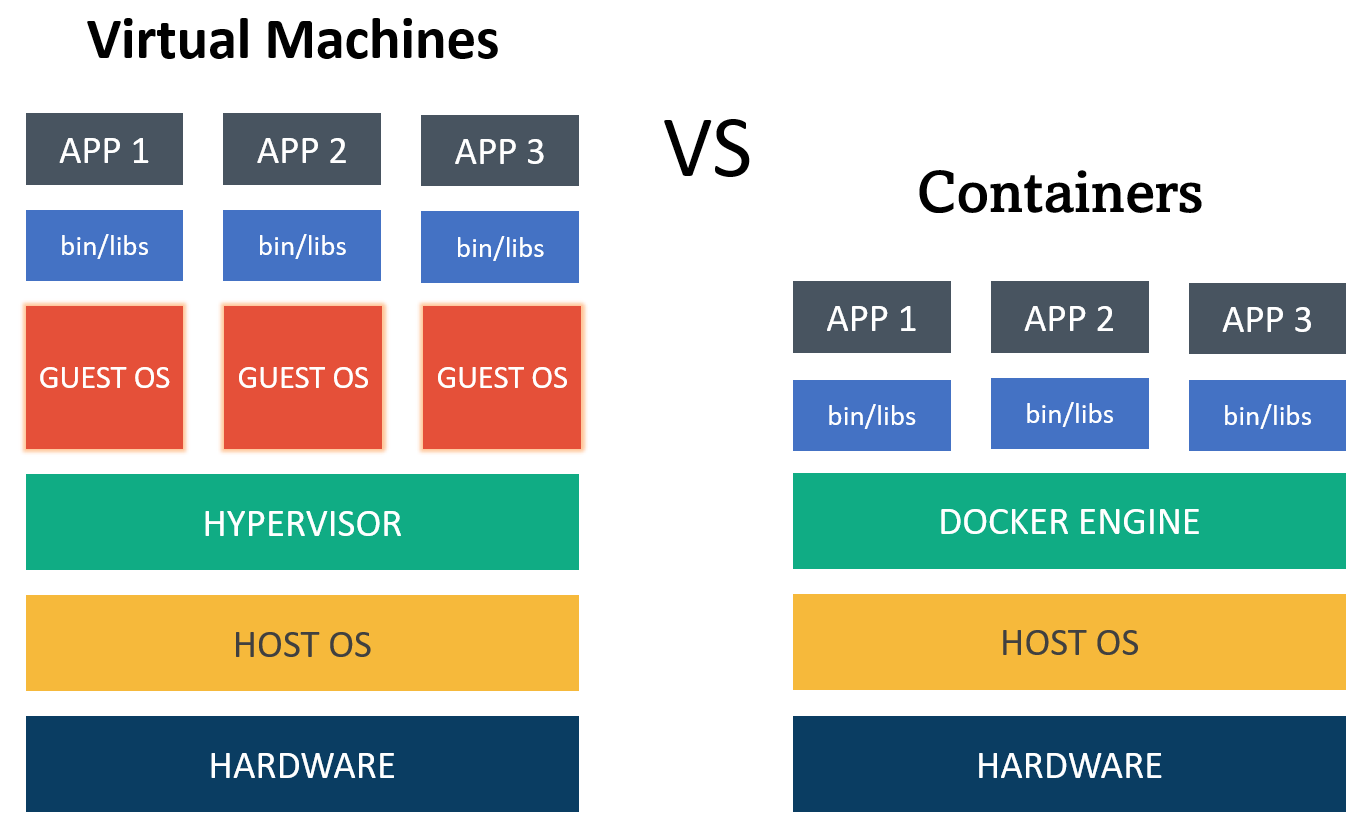 Virtual Machines
APP 1
APP 2
APP 3
bin/libs
bin/libs
bin/libs
GUEST OS
GUEST OS
GUEST OS
HYPERVISOR
HOST OS
HARDWARE
VS
Containers
APP 1
APP 2
APP 3
bin/libs
bin/libs
bin/libs
DOCKER ENGINE
HOST OS
HARDWARE